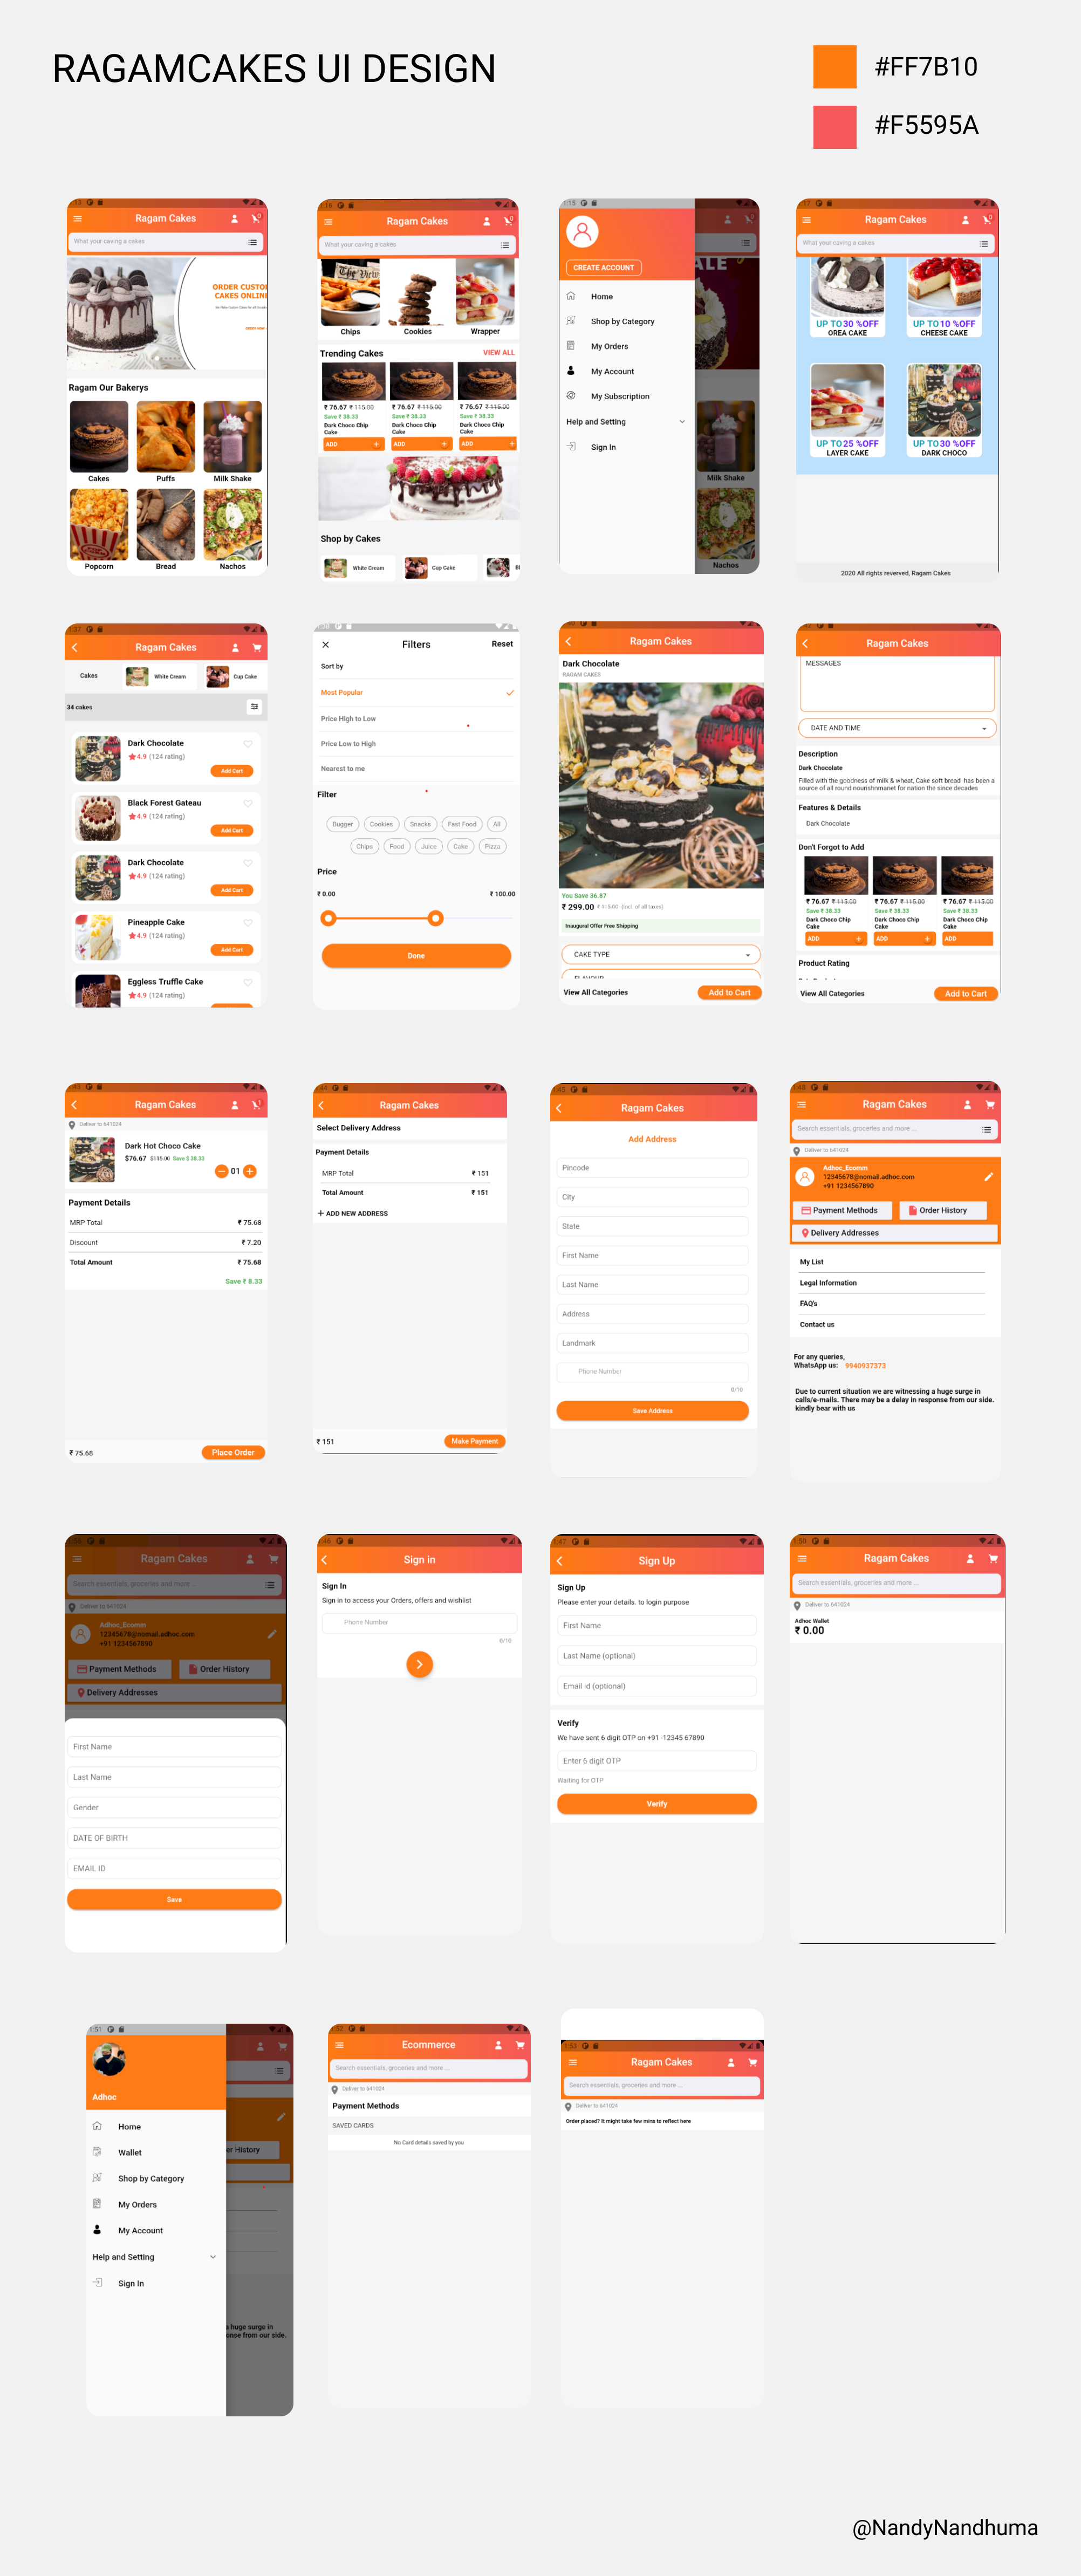 RAGAMCAKES UI DESIGN
#FF7B10
#F5595A
Ragam Cakes
What your caving a cakes
ORDER CUSTO
CAKES ONLIN
Ragam Our Bakerys
Cakes Puffs Milk Shake
Popcorn Bread Nachos
Ragam Cakes
What your caving a cakes
Chips Cookies Wrapper
Trending Cakes VIEW ALL
₹ 76.67 ₹ 115.00 ₹ 76.67 ₹ 115.00 ₹ 76.67 ₹ 115.00
Save ₹ 38.33 Save ₹ 38.33 Save ₹ 38.33
Dark Choco Chip Dark Choco Chip Dark Choco Chip
Cake Cake Cake
ADD + ADD + ADD +
Shop by Cakes
White Cream Cup Cake Bl
1:15
CREATE ACCOUNT
Home
Shop by Category
My Orders
My Account
My Subscription
Help and Setting
Sign In
Milk Shake
Nachos
Ragam Cakes
What your caving a cakes
UP TO 30 %OFF UP TO 10 %OFF
OREA CAKE CHEESE CAKE
UP TO 25 %OFF UP TO 30 %OFF
LAYER CAKE DARK CHOCO
2020 All rights reverved, Ragam Cakes
Ragam Cakes
Cakes White Cream Cup Cake
34 cakes
Dark Chocolate
4.9 (124 rating)
Add Cart
Black Forest Gateau
4.9 (124 rating)
Add Cart
Dark Chocolate
4.9 (124 rating)
Add Cart
Pineapple Cake
4.9 (124 rating)
Add Cart
Eggless Truffle Cake
4.9 (124 rating)
Filters Reset
Sort by
Most Popular
Price High to Low
Price Low to High
Nearest to me
Filter
Bugger Cookies Snacks Fast Food All
Chips Food Juice Cake Pizza
Price
₹ 0.00 ₹ 100.00
Done
Ragam Cakes
Dark Chocolate
RAGAM CAKES
You Save 36.87
₹ 299.00 ₹ 115.00 (Incl. of all taxes)
Inaugural Offer Free Shipping
CAKE TYPE
FLAVOUR
View All Categories Add to Cart
Ragam Cakes
MESSAGES
DATE AND TIME
Description
Dark Chocolate
Filled with the goodness of milk & wheat, Cake soft bread has been a
source of all round nourishnmanet for nation the since decades
Features & Details
Dark Chocolate
Don't Forgot to Add
₹ 76.67 ₹ 115.00 ₹ 76.67 ₹ 115.00 ₹ 76.67 ₹ 115.00
Save ₹ 38.33 Save ₹ 38.33 Save ₹ 38.33
Dark Choco Chip Dark Choco Chip Dark Choco Chip
Cake Cake Cake
ADD + ADD + ADD
Product Rating
View All Categories Add to Cart
Ragam Cakes
Deliver to 641024
Dark Hot Choco Cake
$76.67 $115.00 Save $ 38.33
01
Payment Details
MRP Total ₹ 75.68
Discount ₹ 7.20
Total Amount ₹ 75.68
Save ₹ 8.33
₹ 75.68 Place Order
Ragam Cakes
Select Delivery Address
Payment Details
MRP Total ₹ 151
Total Amount ₹ 151
+ ADD NEW ADDRESS
₹ 151 Make Payment
Ragam Cakes
Add Address
Pincode
City
State
First Name
Last Name
Address
Landmark
Phone Number
0/10
Save Address
1:48
Ragam Cakes
Search essentials, groceries and more ...
Deliver to 641024
Adhoc_Ecomm
12345678@nomail.adhoc.com
+91 1234567890
Payment Methods Order History
Delivery Addresses
My List
Legal Information
FAQ's
Contact us
For any queries,
WhatsApp us: 9940937373
Due to current situation we are witnessing a huge surge in
calls/e-mails. There may be a delay in response from our side.
kindly bear with us
Ragam Cakes
Search essentials, groceries and more ...
Deliver to 641024
Adhoc_Ecomm
12345678@nomail.adhoc.com
+91 1234567890
Payment Methods Order History
Delivery Addresses
First Name
Last Name
Gender
DATE OF BIRTH
EMAIL ID
Save
Sign in
Sign In
Sign in to access your Orders, offers and wishlist
Phone Number
0/10
1:47
Sign Up
Sign Up
Please enter your details. to login purpose
First Name
Last Name (optional)
Email id (optional)
Verify
We have sent 6 digit OTP on +91 -12345 67890
Enter 6 digit OTP
Waiting for OTP
Verify
1:50
Ragam Cakes
Search essentials, groceries and more ...
Deliver to 641024
Adhoc Wallet
₹ 0.00
1:51
Adhoc
Home
Wallet
Shop by Category
My Orders
My Account
Help and Setting
Sign In
er History
a huge surge in
onse from our side.
Ecommerce
Search essentials, groceries and more ...
Deliver to 641024
Payment Methods
SAVED CARDS
No Card details saved by you
1:53
Ragam Cakes
Search essentials, groceries and more ...
Deliver to 641024
Order placed? It might take few mins to reflect here
@NandyNandhuma